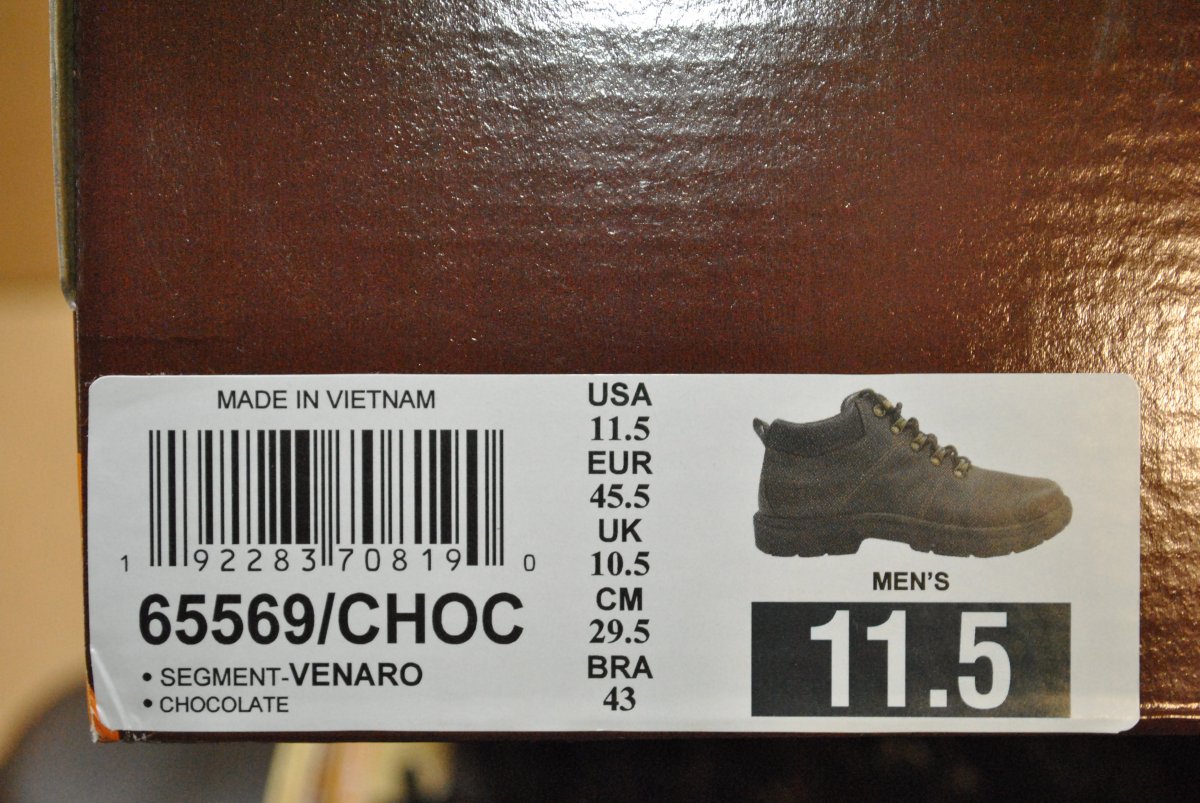 MADE IN VIETNAM
1 92283 70819 0
65569/CHOC
• SEGMENT-VENARO
• CHOCOLATE
USA
11.5
EUR
45.5
UK
10.5
CM
29.5
BRA
43
MEN'S
11.5